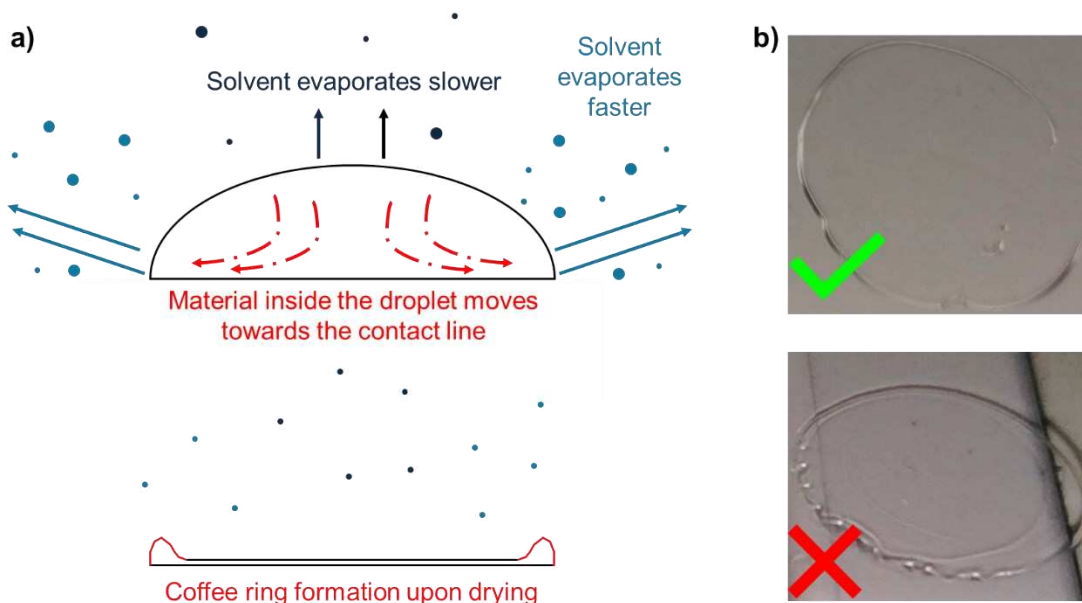 a)
Solvent evaporates slower
Solvent
evaporates
faster
Material inside the droplet moves
towards the contact line
Coffee ring formation upon drying
b)